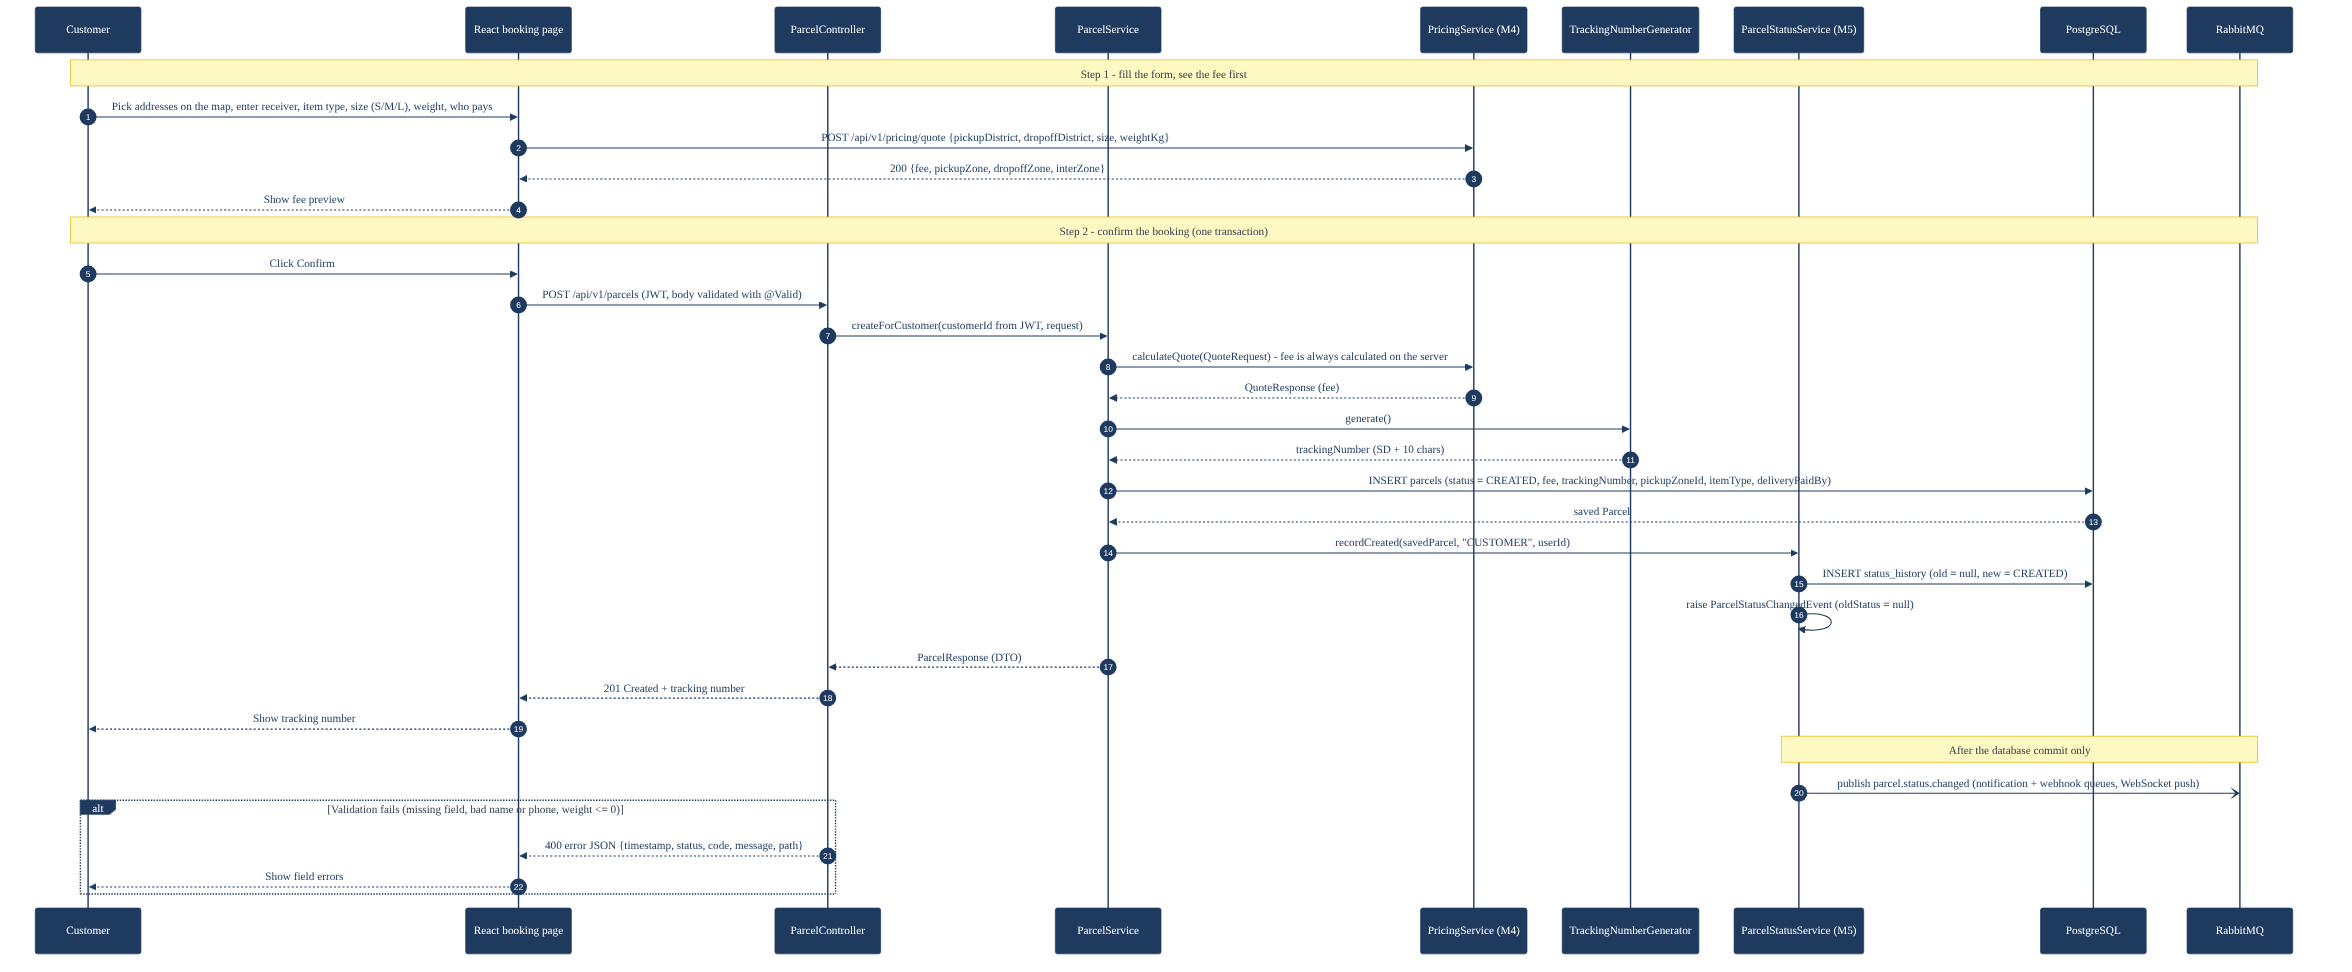 Customer
React booking page
ParcelController
ParcelService
PricingService (M4)
TrackingNumberGenerator
ParcelStatusService (M5)
PostgreSQL
RabbitMQ
Step 1 - fill the form, see the fee first
1
Pick addresses on the map, enter receiver, item type, size (S/M/L), weight, who pays
2
POST /api/v1/pricing/quote {pickupDistrict, dropoffDistrict, size, weightKg}
200 {fee, pickupZone, dropoffZone, interZone}
3
Show fee preview
4
Step 2 - confirm the booking (one transaction)
5
Click Confirm
6
POST /api/v1/parcels (JWT, body validated with @Valid)
7
createForCustomer(customerId from JWT, request)
8
calculateQuote(QuoteRequest) - fee is always calculated on the server
QuoteResponse (fee)
9
10
generate()
trackingNumber (SD + 10 chars)
11
12
INSERT parcels (status = CREATED, fee, trackingNumber, pickupZoneId, itemType, deliveryPaidBy)
saved Parcel
13
14
recordCreated(savedParcel, "CUSTOMER", userId)
15
INSERT status_history (old = null, new = CREATED)
raise ParcelStatusChangedEvent (oldStatus = null)
16
ParcelResponse (DTO)
17
201 Created + tracking number
18
Show tracking number
19
After the database commit only
20
publish parcel.status.changed (notification + webhook queues, WebSocket push)
alt
[Validation fails (missing field, bad name or phone, weight <= 0)]
400 error JSON {timestamp, status, code, message, path}
21
Show field errors
22
Customer
React booking page
ParcelController
ParcelService
PricingService (M4)
TrackingNumberGenerator
ParcelStatusService (M5)
PostgreSQL
RabbitMQ